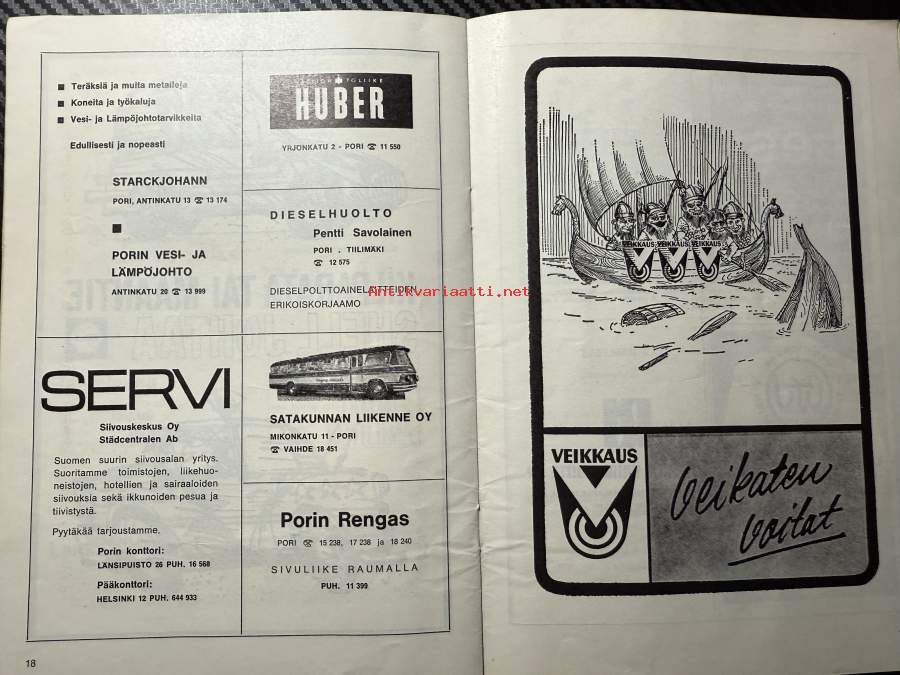 ■ Teräksiä ja muita metalleja
■ Koneita ja työkaluja
■ Vesi- ja Lämpöjohtotarvikkeita
Edullisesti ja nopeasti
STARCKJOHANN
PORI, ANTINKATU 13 ☎ 13 174
■
PORIN VESI- JA
LÄMPÖJOHTO
ANTINKATU 20 ☎ 13 999
HUBER
YRJÖNKATU 2 - PORI ☎ 11 550
DIESELHUOLTO
Pentti Savolainen
PORI . TIILIMÄKI
☎ 12 575
DIESELPOLTTOAINELAITTEIDEN
ERIKOISKORJAAMO
SERVI
Siivouskeskus Oy
Städcentralen Ab
Suomen suurin siivousalan yritys.
Suoritamme toimistojen, liikehuo-
neistojen, hotellien ja sairaaloiden
siivouksia sekä ikkunoiden pesua ja
tiivistystä.
Pyytäkää tarjoustamme.
Porin konttori:
LÄNSIPUISTO 26 PUH. 16 568
Pääkonttori:
HELSINKI 12 PUH. 644 933
SATAKUNNAN LIIKENNE OY
MIKONKATU 11 - PORI
☎ VAIHDE 18 451
Porin Rengas
PORI ☎ 15 238, 17 238 ja 18 240
SIVULIIKE RAUMALLA
PUH. 11 399
18
Antikvariaatti.net
VEIKKAUS VEIKKAUS VEIKKAUS
VEIKKAUS
Veikaten
voitat